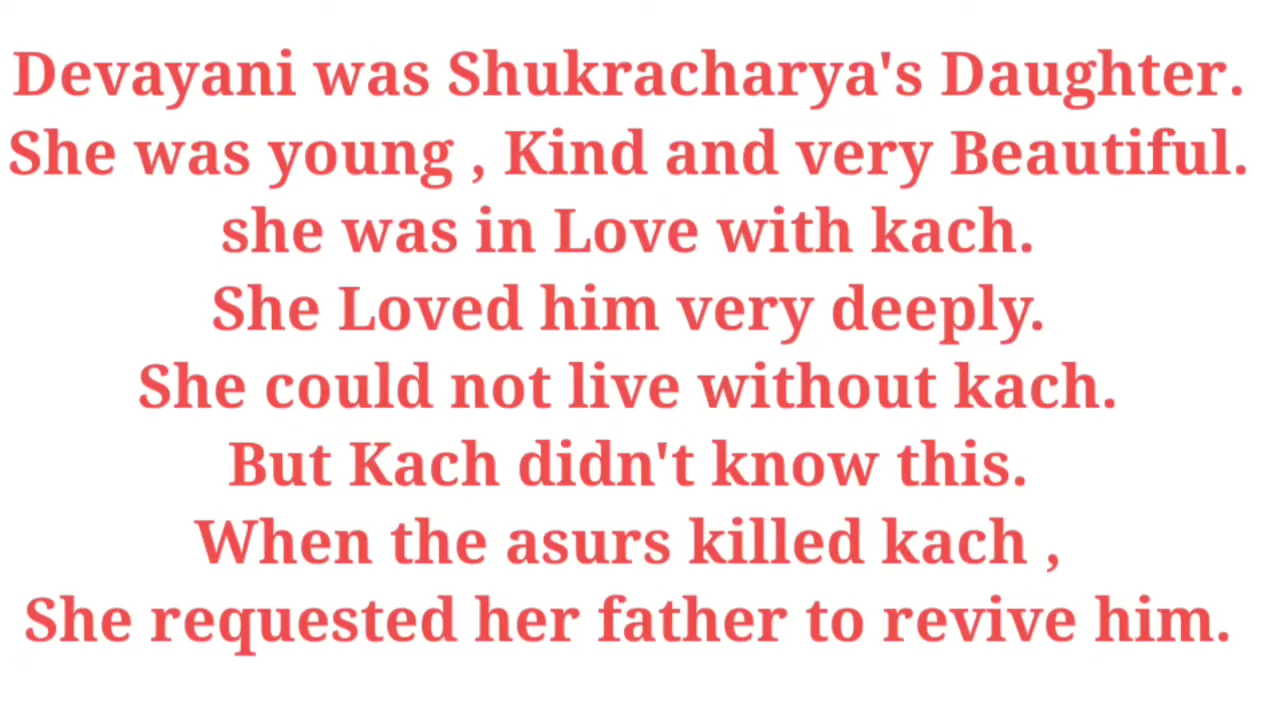 Devayani was Shukracharya's Daughter.
She was young , Kind and very Beautiful.
she was in Love with kach.
She Loved him very deeply.
She could not live without kach.
But Kach didn't know this.
When the asurs killed kach ,
She requested her father to revive him.